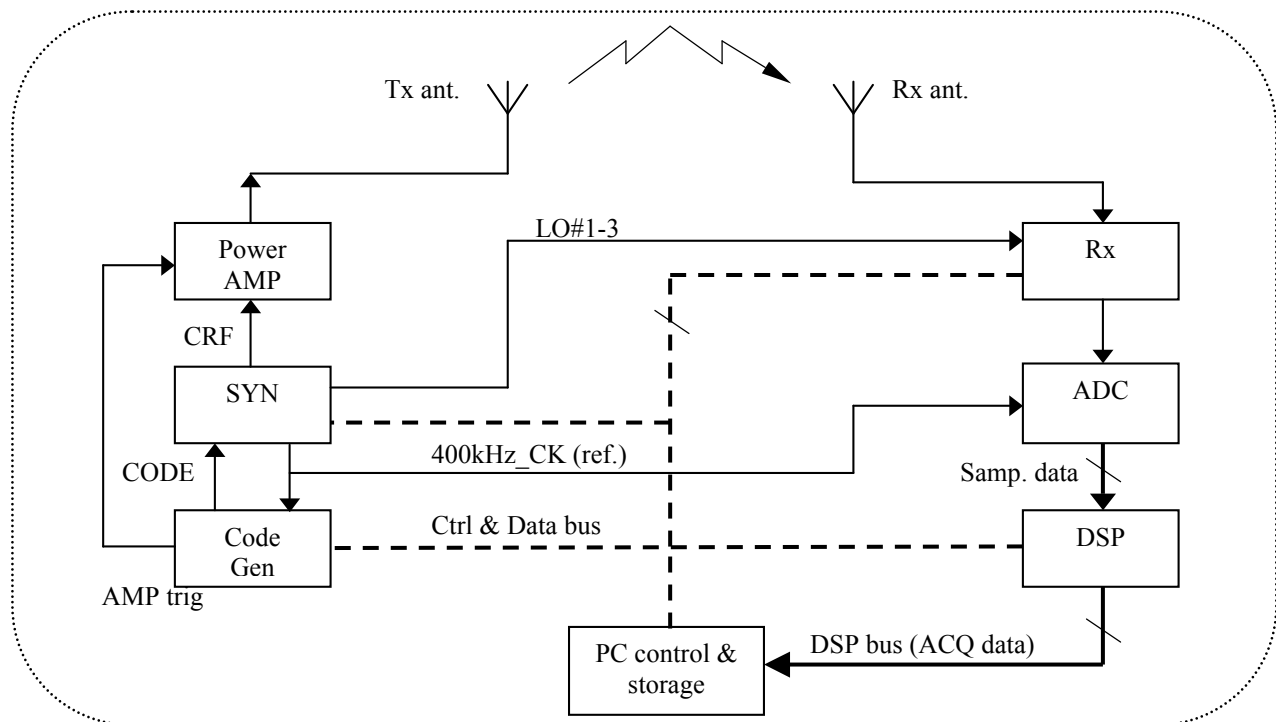 Tx ant.
Rx ant.
LO#1-3
Power
AMP
Rx
CRF
SYN
ADC
400kHz_CK (ref.)
CODE
Samp. data
Ctrl & Data bus
Code
Gen
DSP
AMP trig
PC control &
storage
DSP bus (ACQ data)